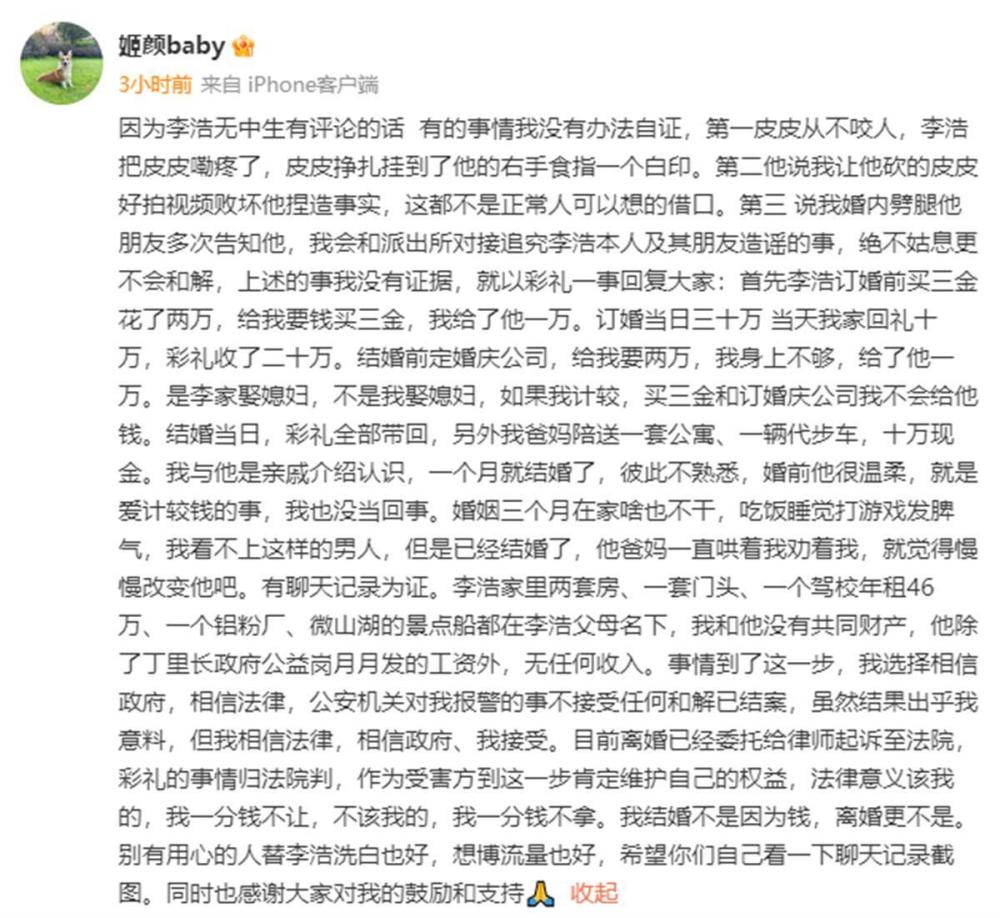 姬颜baby
3小时前 来自 iPhone客户端
因为李浩无中生有评论的话 有的事情我没有办法自证，第一皮皮从不咬人，李浩
把皮皮嘞疼了，皮皮挣扎挂到了他的右手食指一个白印。第二他说我让他砍的皮皮
好拍视频败坏他捏造事实，这都不是正常人可以想的借口。第三 说我婚内劈腿他
朋友多次告知他，我会和派出所对接追究李浩本人及其朋友造谣的事，绝不姑息更
不会和解，上述的事我没有证据，就以彩礼一事回复大家：首先李浩订婚前买三金
花了两万，给我要钱买三金，我给了他一万。订婚当日三十万 当天我家回礼十
万，彩礼收了二十万。结婚前定婚庆公司，给我要两万，我身上不够，给了他一
万。是李家娶媳妇，不是我娶媳妇，如果我计较，买三金和订婚庆公司我不会给他
钱。结婚当日，彩礼全部带回，另外我爸妈陪送一套公寓、一辆代步车，十万现
金。我与他是亲戚介绍认识，一个月就结婚了，彼此不熟悉，婚前他很温柔，就是
爱计较钱的事，我也没当回事。婚姻三个月在家啥也不干，吃饭睡觉打游戏发脾
气，我看不上这样的男人，但是已经结婚了，他爸妈一直哄着我劝着我，就觉得慢
慢改变他吧。有聊天记录为证。李浩家里两套房、一套门头、一个驾校年租46
万、一个铝粉厂、微山湖的景点船都在李浩父母名下，我和他没有共同财产，他除
了丁里长政府公益岗月月发的工资外，无任何收入。事情到了这一步，我选择相信
政府，相信法律，公安机关对我报警的事不接受任何和解已结案，虽然结果出乎我
意料，但我相信法律，相信政府、我接受。目前离婚已经委托给律师起诉至法院，
彩礼的事情归法院判，作为受害方到这一步肯定维护自己的权益，法律意义该我
的，我一分钱不让，不该我的，我一分钱不拿。我结婚不是因为钱，离婚更不是。
别有用心的人替李浩洗白也好，想博流量也好，希望你们自己看一下聊天记录截
图。同时也感谢大家对我的鼓励和支持🙏 收起